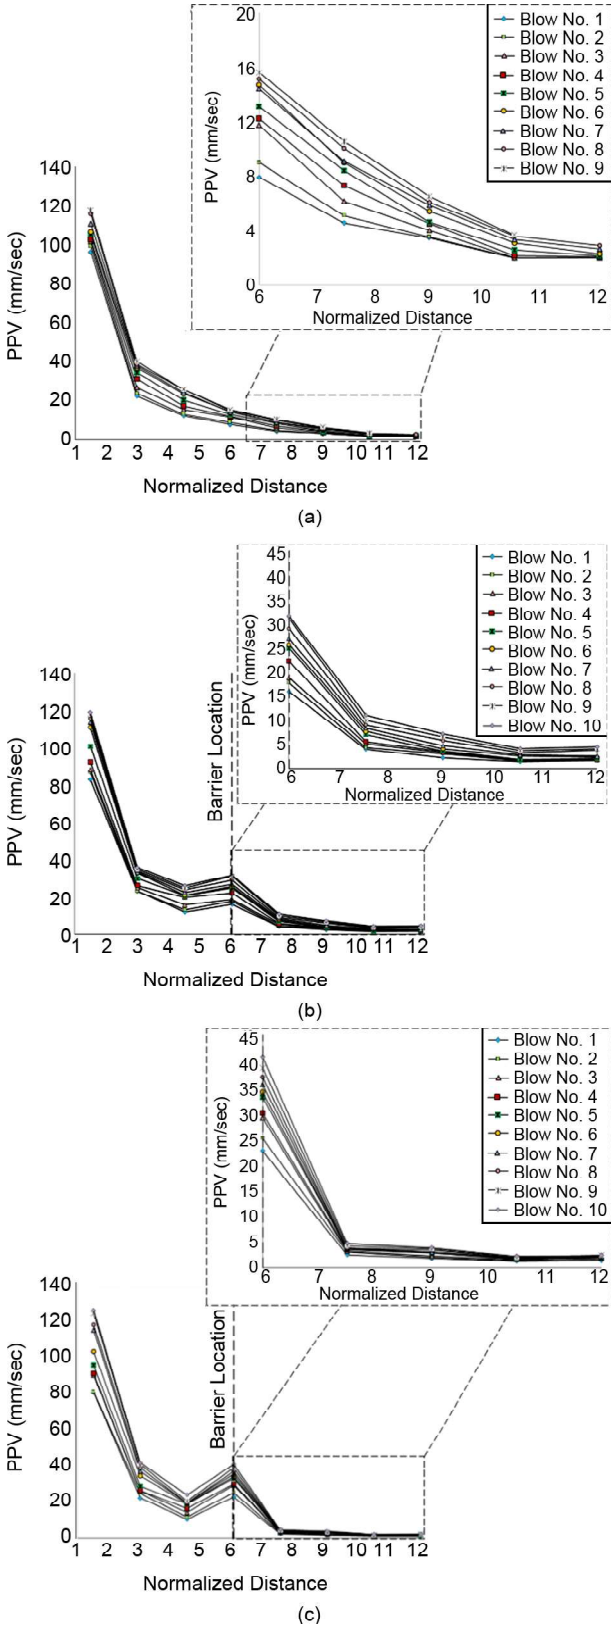 20
16
12
8
4
0
PPV (mm/sec)
6 7 8 9 10 11 12
Normalized Distance
Blow No. 1
Blow No. 2
Blow No. 3
Blow No. 4
Blow No. 5
Blow No. 6
Blow No. 7
Blow No. 8
Blow No. 9
140
120
100
80
60
40
20
0
PPV (mm/sec)
1 2 3 4 5 6 7 8 9 10 11 12
Normalized Distance
(a)
45
40
35
30
25
20
15
10
5
0
PPV (mm/sec)
6 7 8 9 10 11 12
Normalized Distance
Blow No. 1
Blow No. 2
Blow No. 3
Blow No. 4
Blow No. 5
Blow No. 6
Blow No. 7
Blow No. 8
Blow No. 9
Blow No. 10
140
120
100
80
60
40
20
0
PPV (mm/sec)
Barrier Location
1 2 3 4 5 6 7 8 9 10 11 12
Normalized Distance
(b)
45
40
35
30
25
20
15
10
5
0
PPV (mm/sec)
6 7 8 9 10 11 12
Normalized Distance
Blow No. 1
Blow No. 2
Blow No. 3
Blow No. 4
Blow No. 5
Blow No. 6
Blow No. 7
Blow No. 8
Blow No. 9
Blow No. 10
140
120
100
80
60
40
20
0
PPV (mm/sec)
Barrier Location
1 2 3 4 5 6 7 8 9 10 11 12
Normalized Distance
(c)